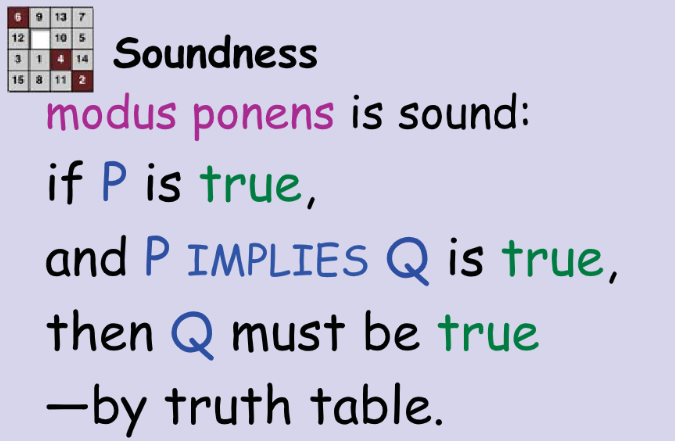 6 9 13 7
12 10 5
3 1 4 14
15 8 11 2
Soundness
modus ponens is sound:
if P is true,
and P IMPLIES Q is true,
then Q must be true
—by truth table.